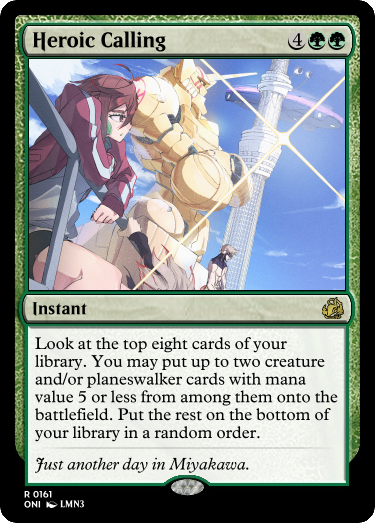 Heroic Calling 4
Instant
Look at the top eight cards of your
library. You may put up to two creature
and/or planeswalker cards with mana
value 5 or less from among them onto the
battlefield. Put the rest on the bottom of
your library in a random order.
Just another day in Miyakawa.
R 0161
ONI LMN3